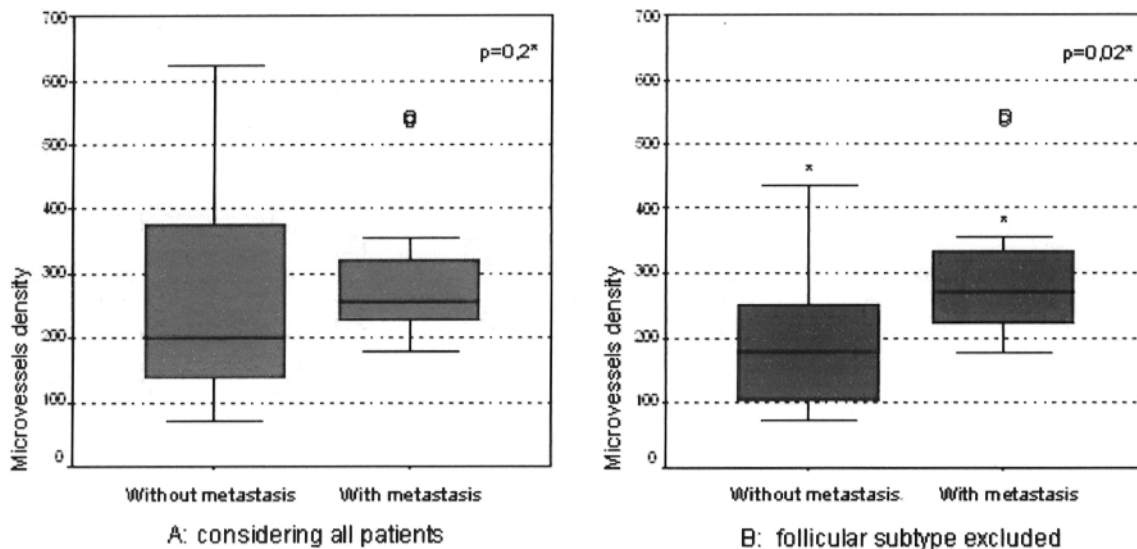 700
600
500
400
300
200
100
0
Microvessels density
p=0,2*
Without metastasis
With metastasis
A: considering all patients
700
600
500
400
300
200
100
0
Microvessels density
p=0,02*
Without metastasis
With metastasis
B: follicular subtype excluded